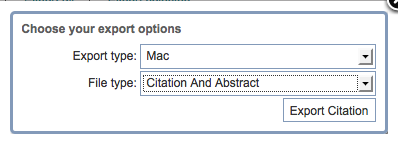 Choose your export options
Export type: Mac
File type: Citation And Abstract
Export Citation